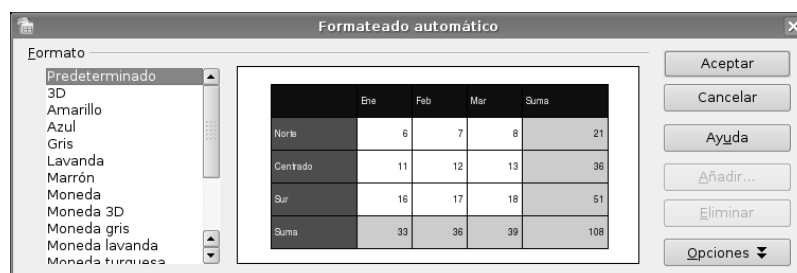 Formateado automático
Formato
Predeterminado
3D
Amarillo
Azul
Gris
Lavanda
Marrón
Moneda
Moneda 3D
Moneda gris
Moneda lavanda
Moneda turquesa
Ene Feb Mar Suma
Norte 6 7 8 21
Centrado 11 12 13 36
Sur 16 17 18 51
Suma 33 36 39 108
Aceptar
Cancelar
Ayuda
Añadir...
Eliminar
Opciones